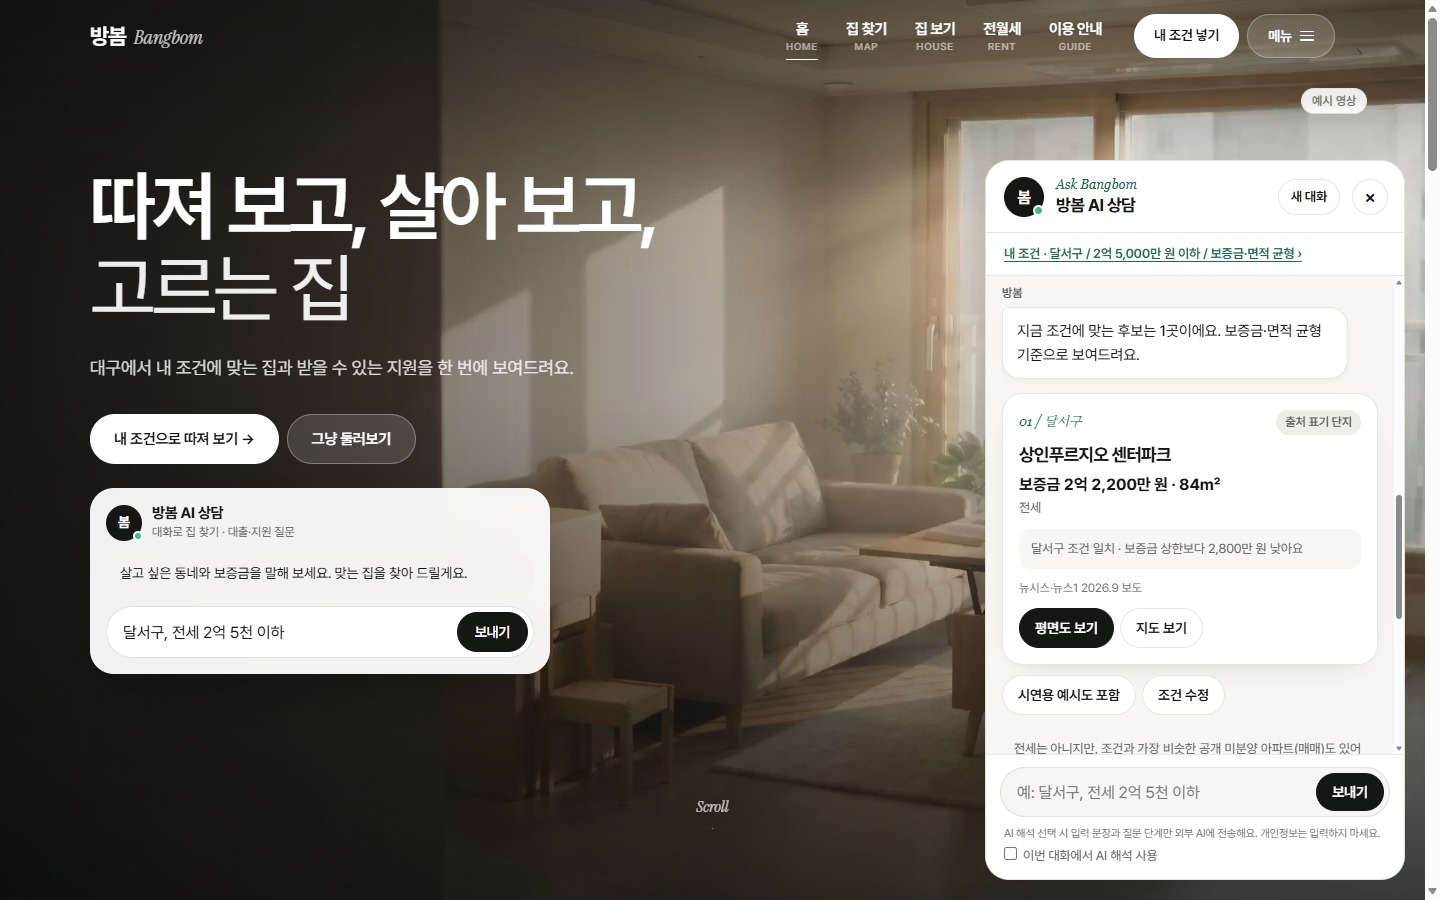 방봄 Bangbom
홈
HOME
집 찾기
MAP
집 보기
HOUSE
전월세
RENT
이용 안내
GUIDE
내 조건 넣기
메뉴
예시 영상
따져 보고, 살아 보고,
고르는 집
대구에서 내 조건에 맞는 집과 받을 수 있는 지원을 한 번에 보여드려요.
내 조건으로 따져 보기 →
그냥 둘러보기
봄
방봄 AI 상담
대화로 집 찾기 · 대출·지원 질문
살고 싶은 동네와 보증금을 말해 보세요. 맞는 집을 찾아 드릴게요.
달서구, 전세 2억 5천 이하
보내기
Scroll
봄
Ask Bangbom
방봄 AI 상담
새 대화
×
내 조건 · 달서구 / 2억 5,000만 원 이하 / 보증금·면적 균형 ›
방봄
지금 조건에 맞는 후보는 1곳이에요. 보증금·면적 균형
기준으로 보여드려요.
01 / 달서구
출처 표기 단지
상인푸르지오 센터파크
보증금 2억 2,200만 원 · 84m²
전세
달서구 조건 일치 · 보증금 상한보다 2,800만 원 낮아요
뉴시스·뉴스1 2026.9 보도
평면도 보기
지도 보기
시연용 예시도 포함
조건 수정
전세는 아니지만, 조건과 가장 비슷한 공개 미분양 아파트(매매)도 있어
예: 달서구, 전세 2억 5천 이하
보내기
AI 해석 선택 시 입력 문장과 질문 단계만 외부 AI에 전송해요. 개인정보는 입력하지 마세요.
이번 대화에서 AI 해석 사용